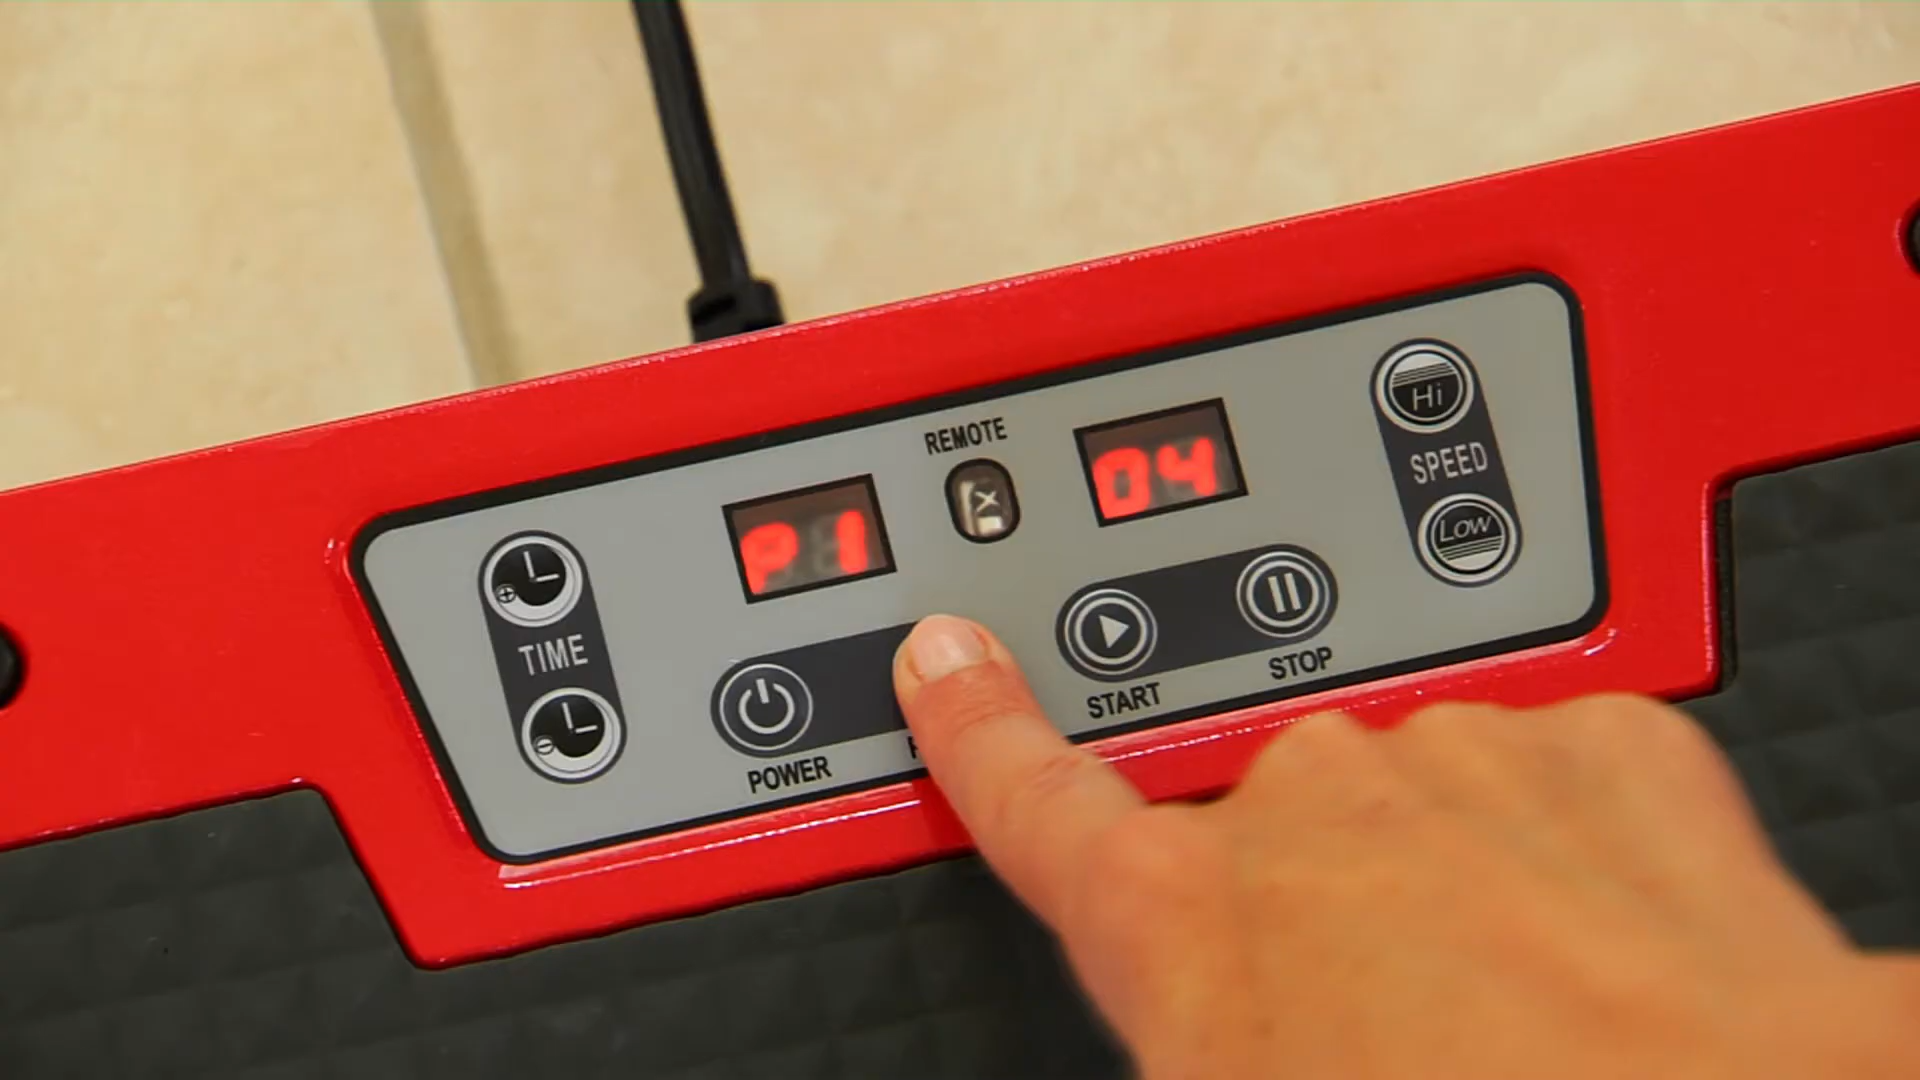 REMOTE
P1
04
Hi
SPEED
Low
TIME
POWER
START
STOP